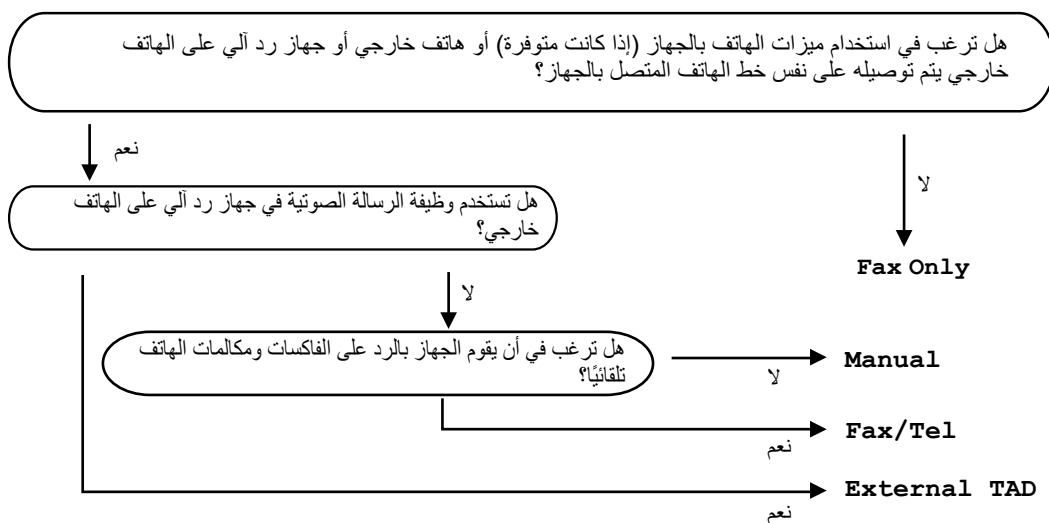 هل ترغب في استخدام ميزات الهاتف بالجهاز (إذا كانت متوفرة) أو هاتف خارجي أو جهاز رد آلي على الهاتف
خارجي يتم توصيله على نفس خط الهاتف المتصل بالجهاز؟
نعم
لا
هل تستخدم وظيفة الرسالة الصوتية في جهاز رد آلي على الهاتف
خارجي؟
Fax Only
لا
هل ترغب في أن يقوم الجهاز بالرد على الفاكسات ومكالمات الهاتف
تلقائيًا؟
لا
Manual
نعم
Fax/Tel
نعم
External TAD